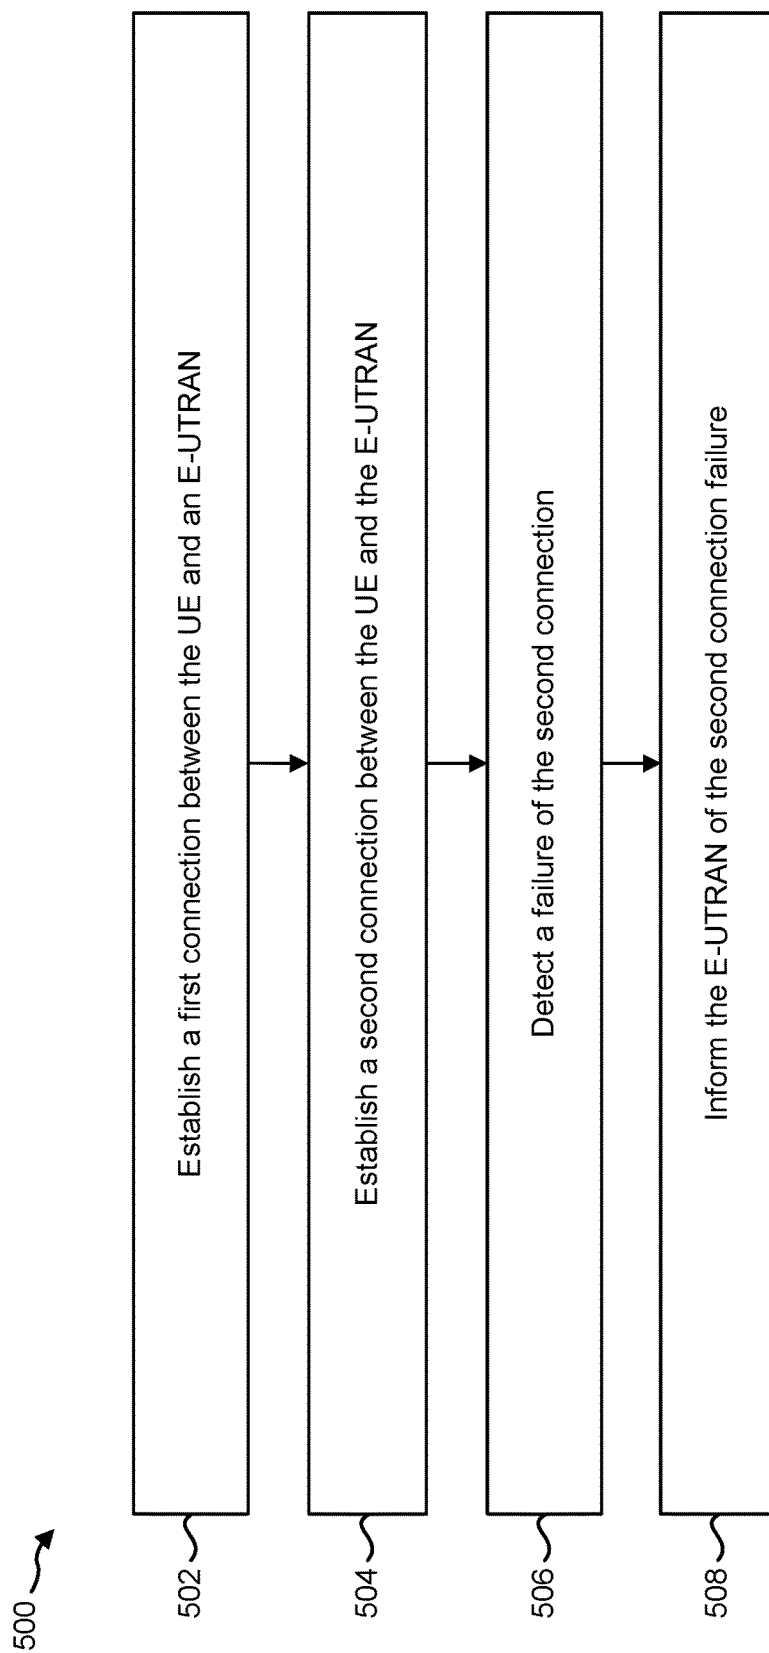 500
502
Establish a first connection between the UE and an E-UTRAN
504
Establish a second connection between the UE and the E-UTRAN
506
Detect a failure of the second connection
508
Inform the E-UTRAN of the second connection failure